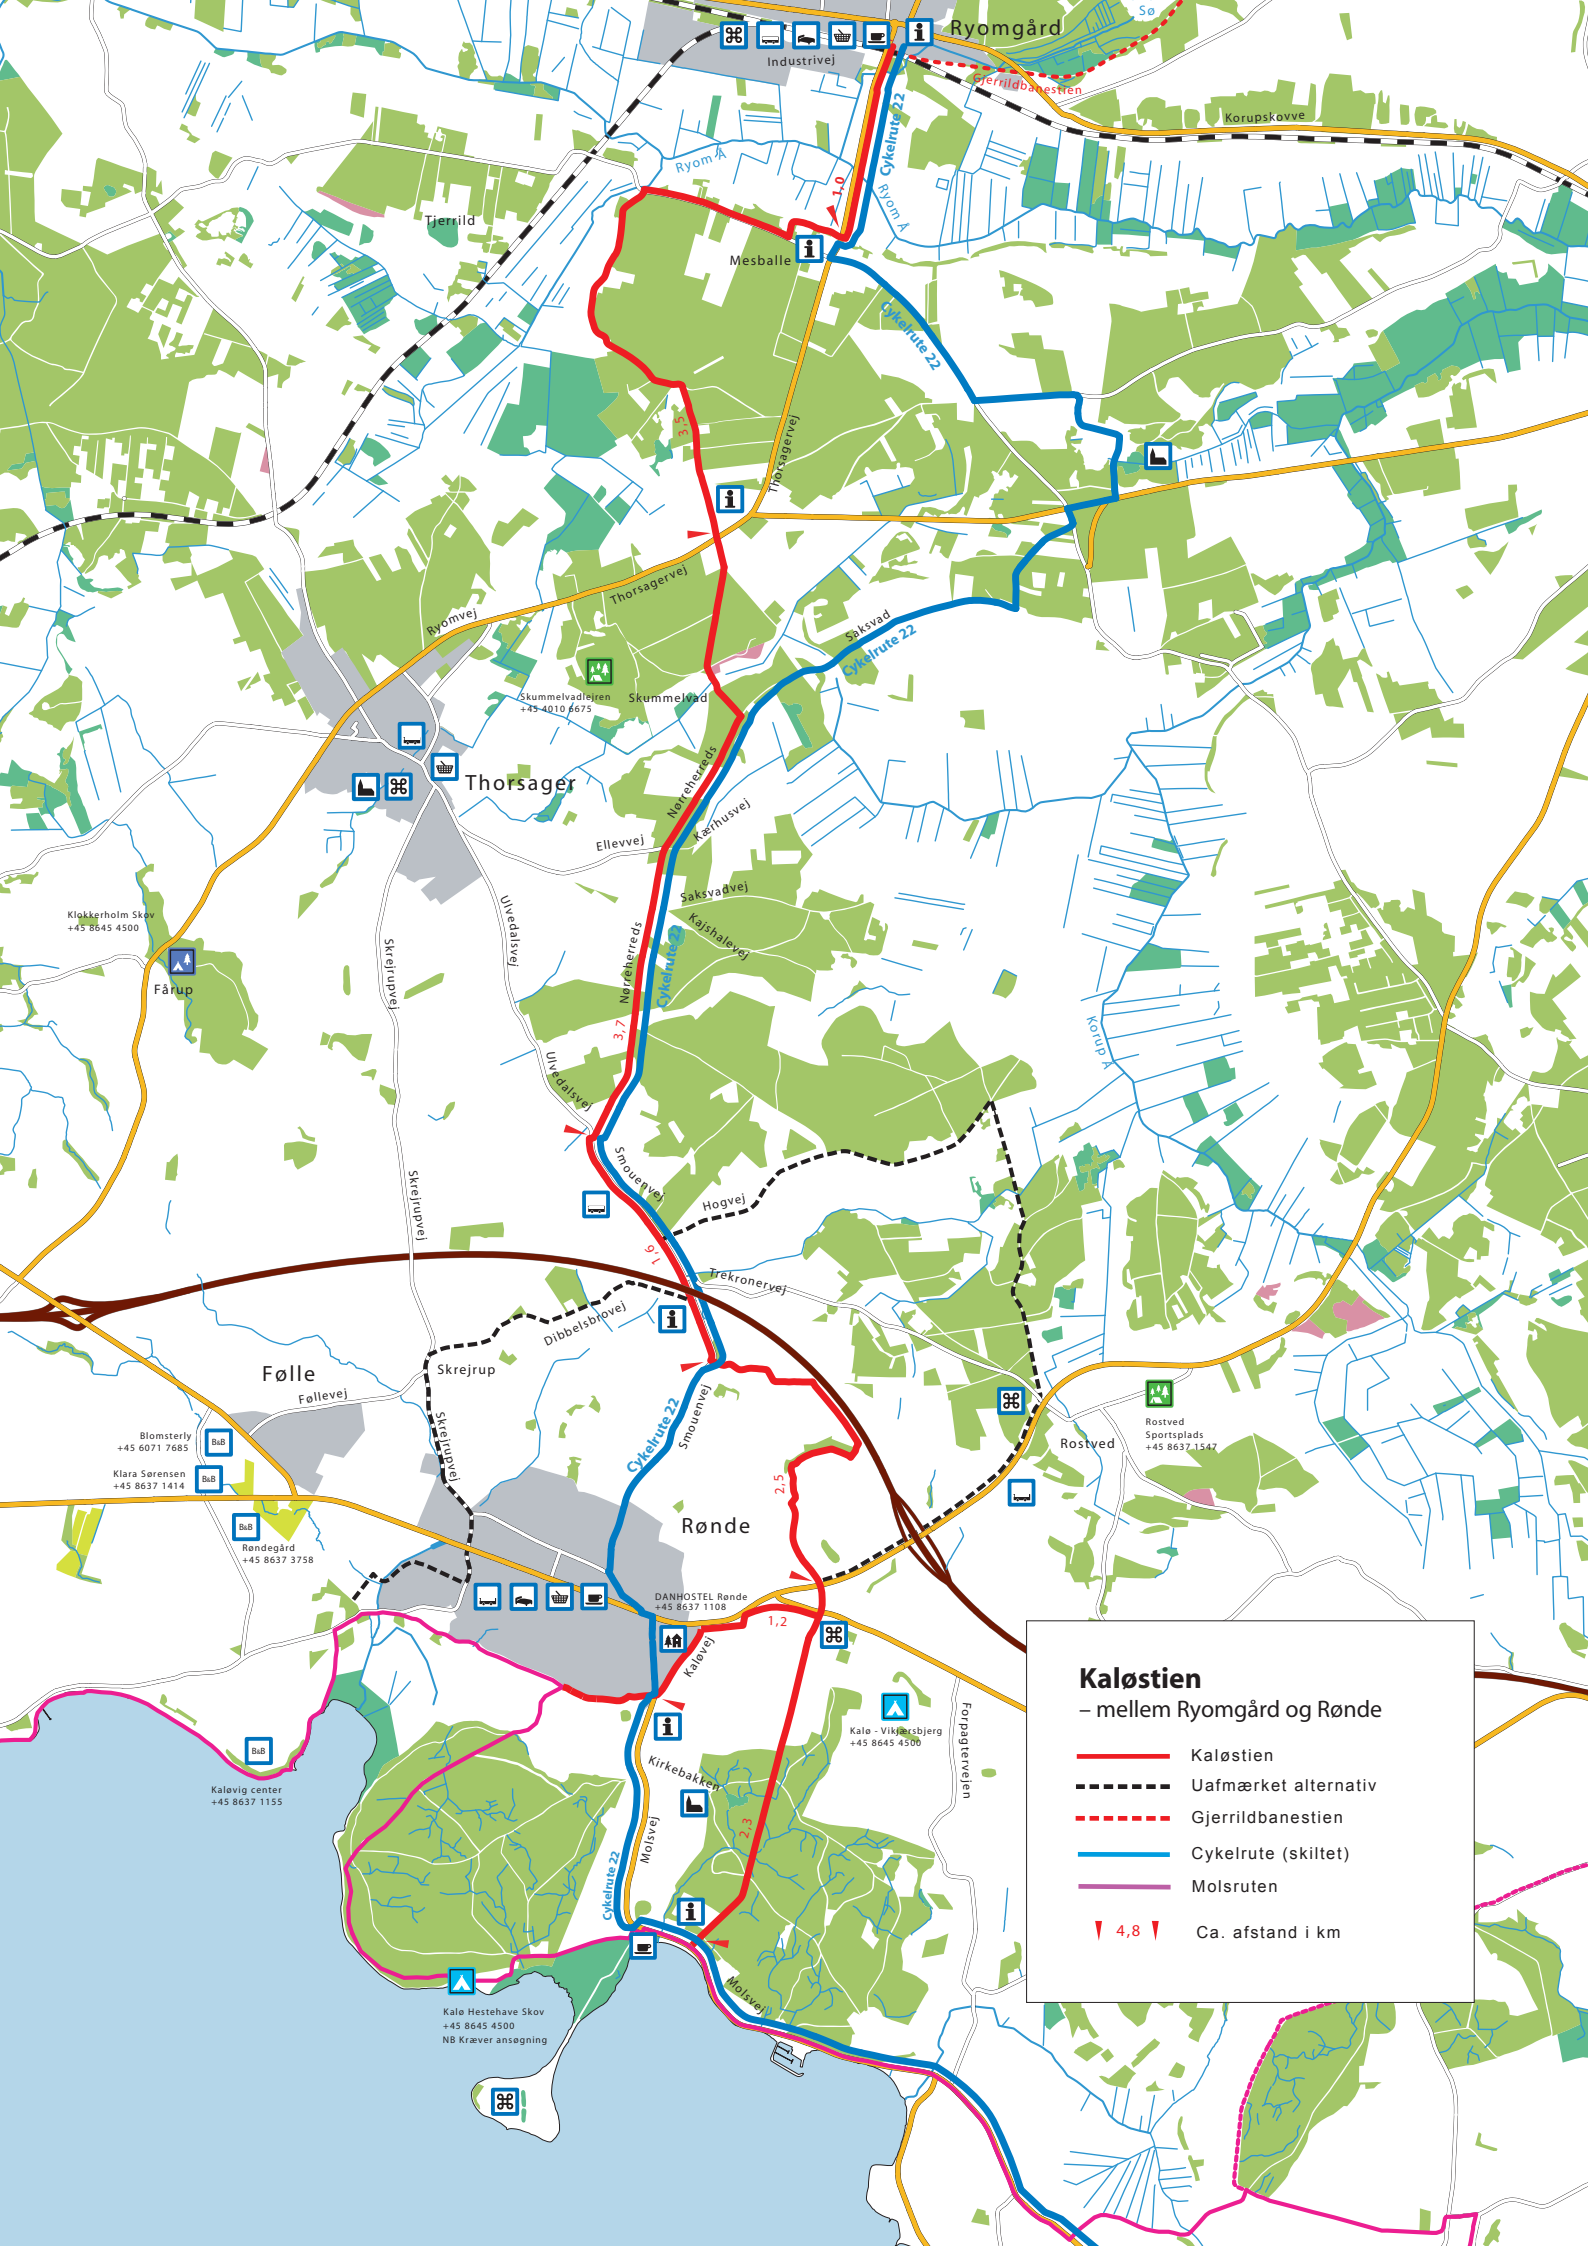 Ryomgård
Sø
Industrivej
Gjerrildbanestien
Korupskovve
Cykelrute 22
Ryom Å
Ryom Å
1,0
Tjerrild
Mesballe
i
i
Cykelrute 22
3,5
Thorsagervej
i
Thorsagervej
Ryomvej
Saksvad
Cykelrute 22
Skummelvadlejren
+45 4010 6675
Skummelvad
Thorsager
Nørreherreds
Kærhusvej
Ellevvej
Saksvadvej
Kajshalevej
Ulvedalsvej
Klokkerholm Skov
+45 8645 4500
Skrejrupvej
Nørreherreds
Cykelrute 22
Fårup
3,7
Korup Å
Ulvedalsvej
Smouenvej
Skrejrupvej
Hogvej
1,6
Trekronervej
Dibbelsbrovej
i
Følle
Skrejrup
Føllevej
Smouenvej
Cykelrute 22
Skrejrupvej
Rostved
Rostved
Sportsplads
+45 8637 1547
Blomsterly
+45 6071 7685
B&B
Klara Sørensen
+45 8637 1414
B&B
2,5
Rønde
B&B
Røndegård
+45 8637 3758
DANHOSTEL Rønde
+45 8637 1108
1,2
Kaløvej
i
Kalø - Vikjærsbjerg
+45 8645 4500
Forpagtervejen
B&B
Kaløvig center
+45 8637 1155
Kirkebakken
Molsvej
2,3
Cykelrute 22
i
Molsvej
Kalø Hestehave Skov
+45 8645 4500
NB Kræver ansøgning
Kaløstien
– mellem Ryomgård og Rønde
Kaløstien
Uafmærket alternativ
Gjerrildbanestien
Cykelrute (skiltet)
Molsruten
4,8
Ca. afstand i km